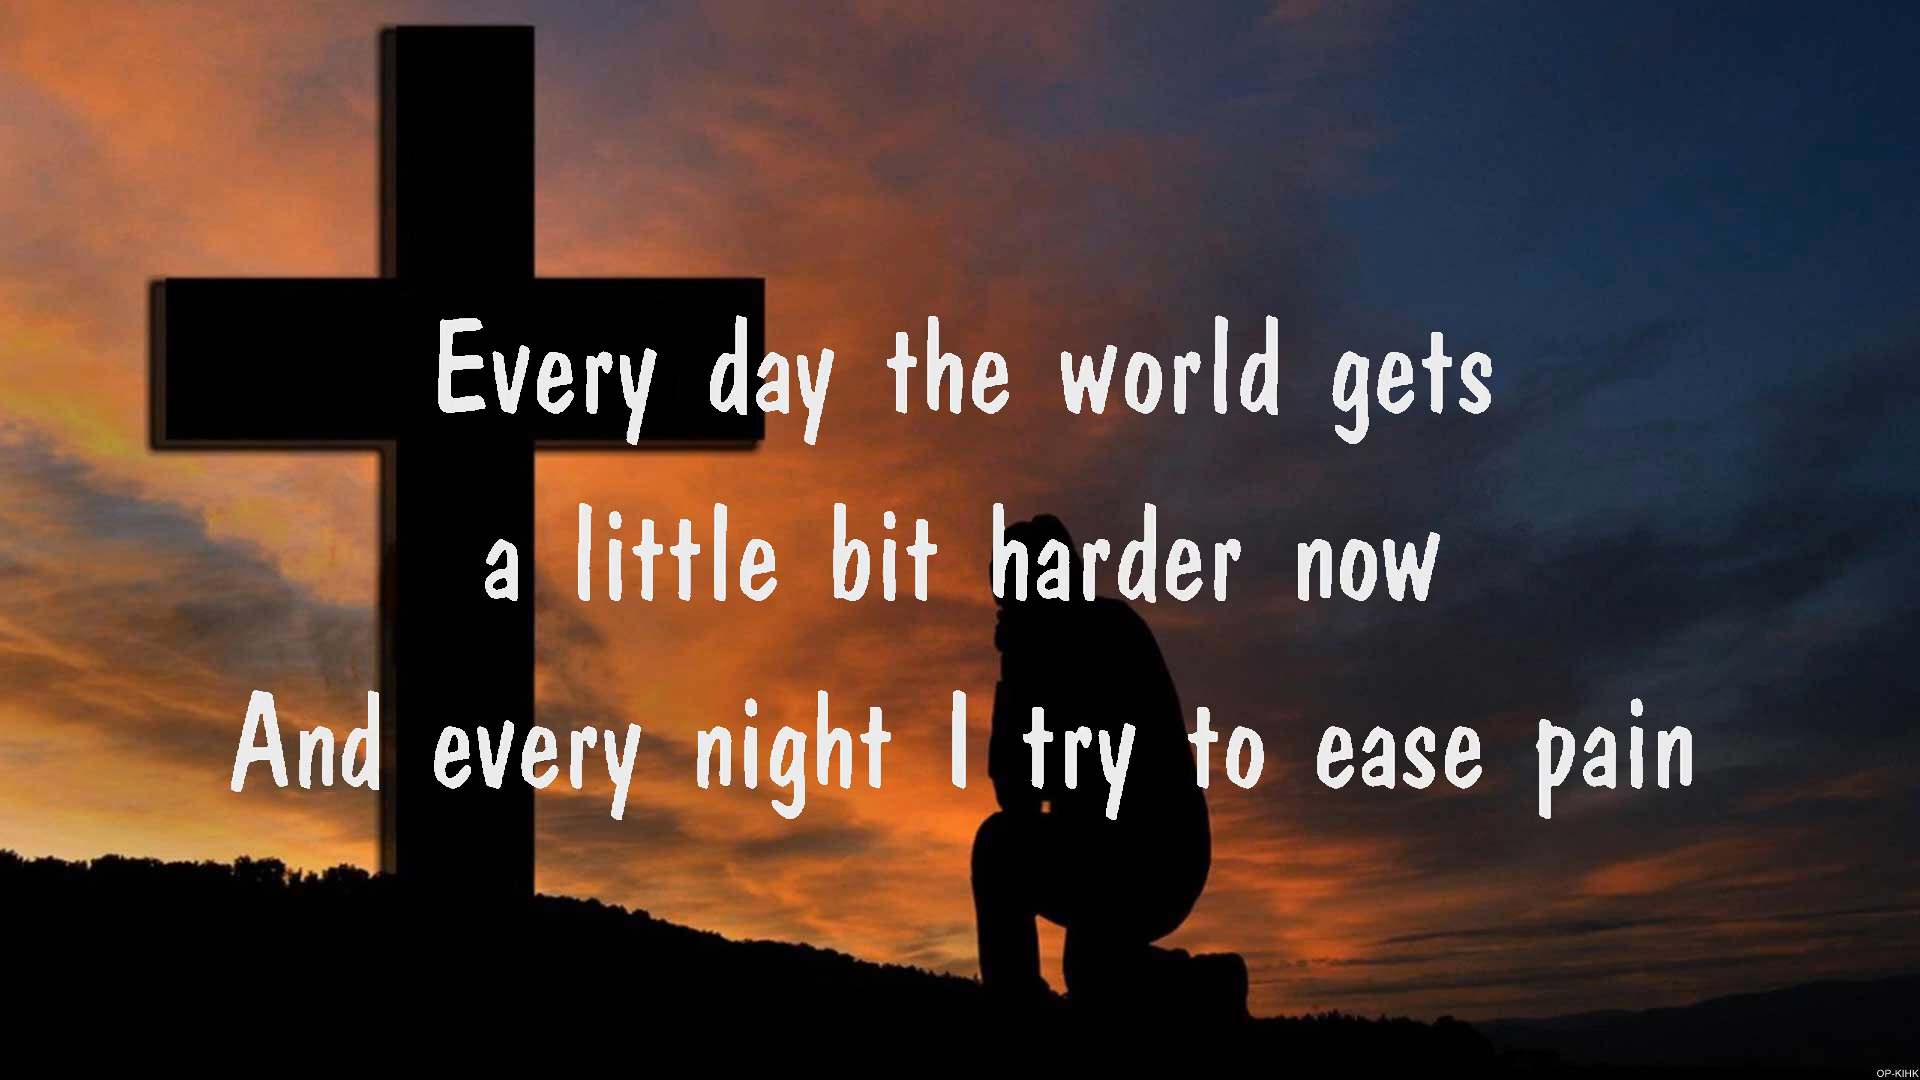 Every day the world gets
a little bit harder now
And every night I try to ease pain
OP-KIHK